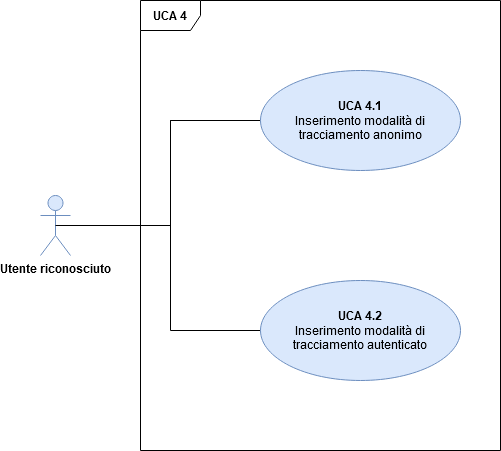 UCA 4
UCA 4.1
Inserimento modalità di
tracciamento anonimo
Utente riconosciuto
UCA 4.2
Inserimento modalità di
tracciamento autenticato